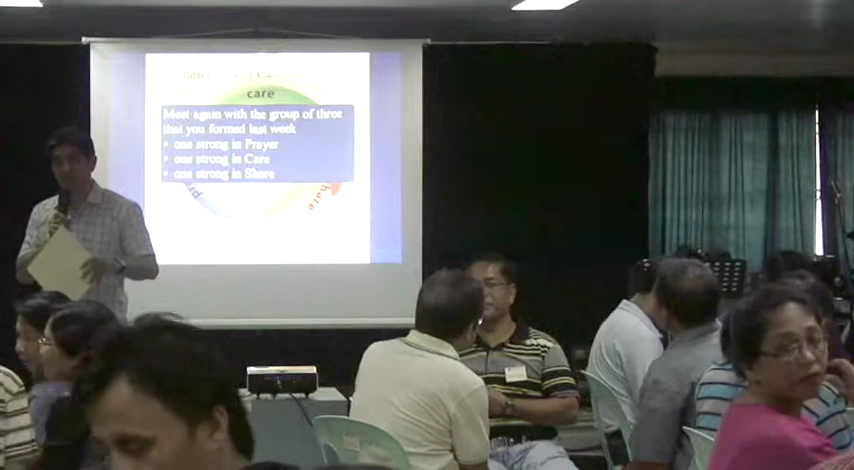 care
Meet again with the group of three
that you formed last week
• one strong in Prayer
• one strong in Care
• one strong in Share
share